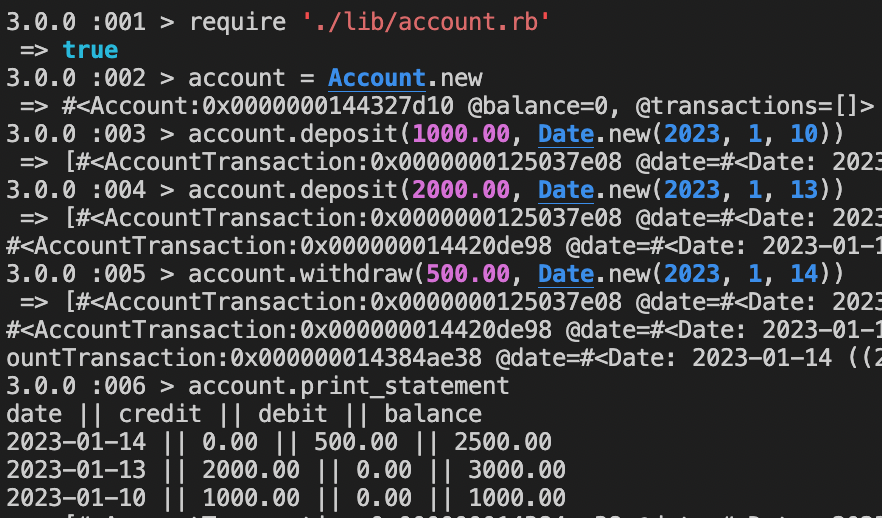 3.0.0 :001 > require './lib/account.rb'
 => true
3.0.0 :002 > account = Account.new
 => #<Account:0x0000000144327d10 @balance=0, @transactions=[]>
3.0.0 :003 > account.deposit(1000.00, Date.new(2023, 1, 10))
 => [#<AccountTransaction:0x0000000125037e08 @date=#<Date: 2023
3.0.0 :004 > account.deposit(2000.00, Date.new(2023, 1, 13))
 => [#<AccountTransaction:0x0000000125037e08 @date=#<Date: 2023
#<AccountTransaction:0x000000014420de98 @date=#<Date: 2023-01-1
3.0.0 :005 > account.withdraw(500.00, Date.new(2023, 1, 14))
 => [#<AccountTransaction:0x0000000125037e08 @date=#<Date: 2023
#<AccountTransaction:0x000000014420de98 @date=#<Date: 2023-01-1
ountTransaction:0x000000014384ae38 @date=#<Date: 2023-01-14 ((2
3.0.0 :006 > account.print_statement
date || credit || debit || balance
2023-01-14 || 0.00 || 500.00 || 2500.00
2023-01-13 || 2000.00 || 0.00 || 3000.00
2023-01-10 || 1000.00 || 0.00 || 1000.00